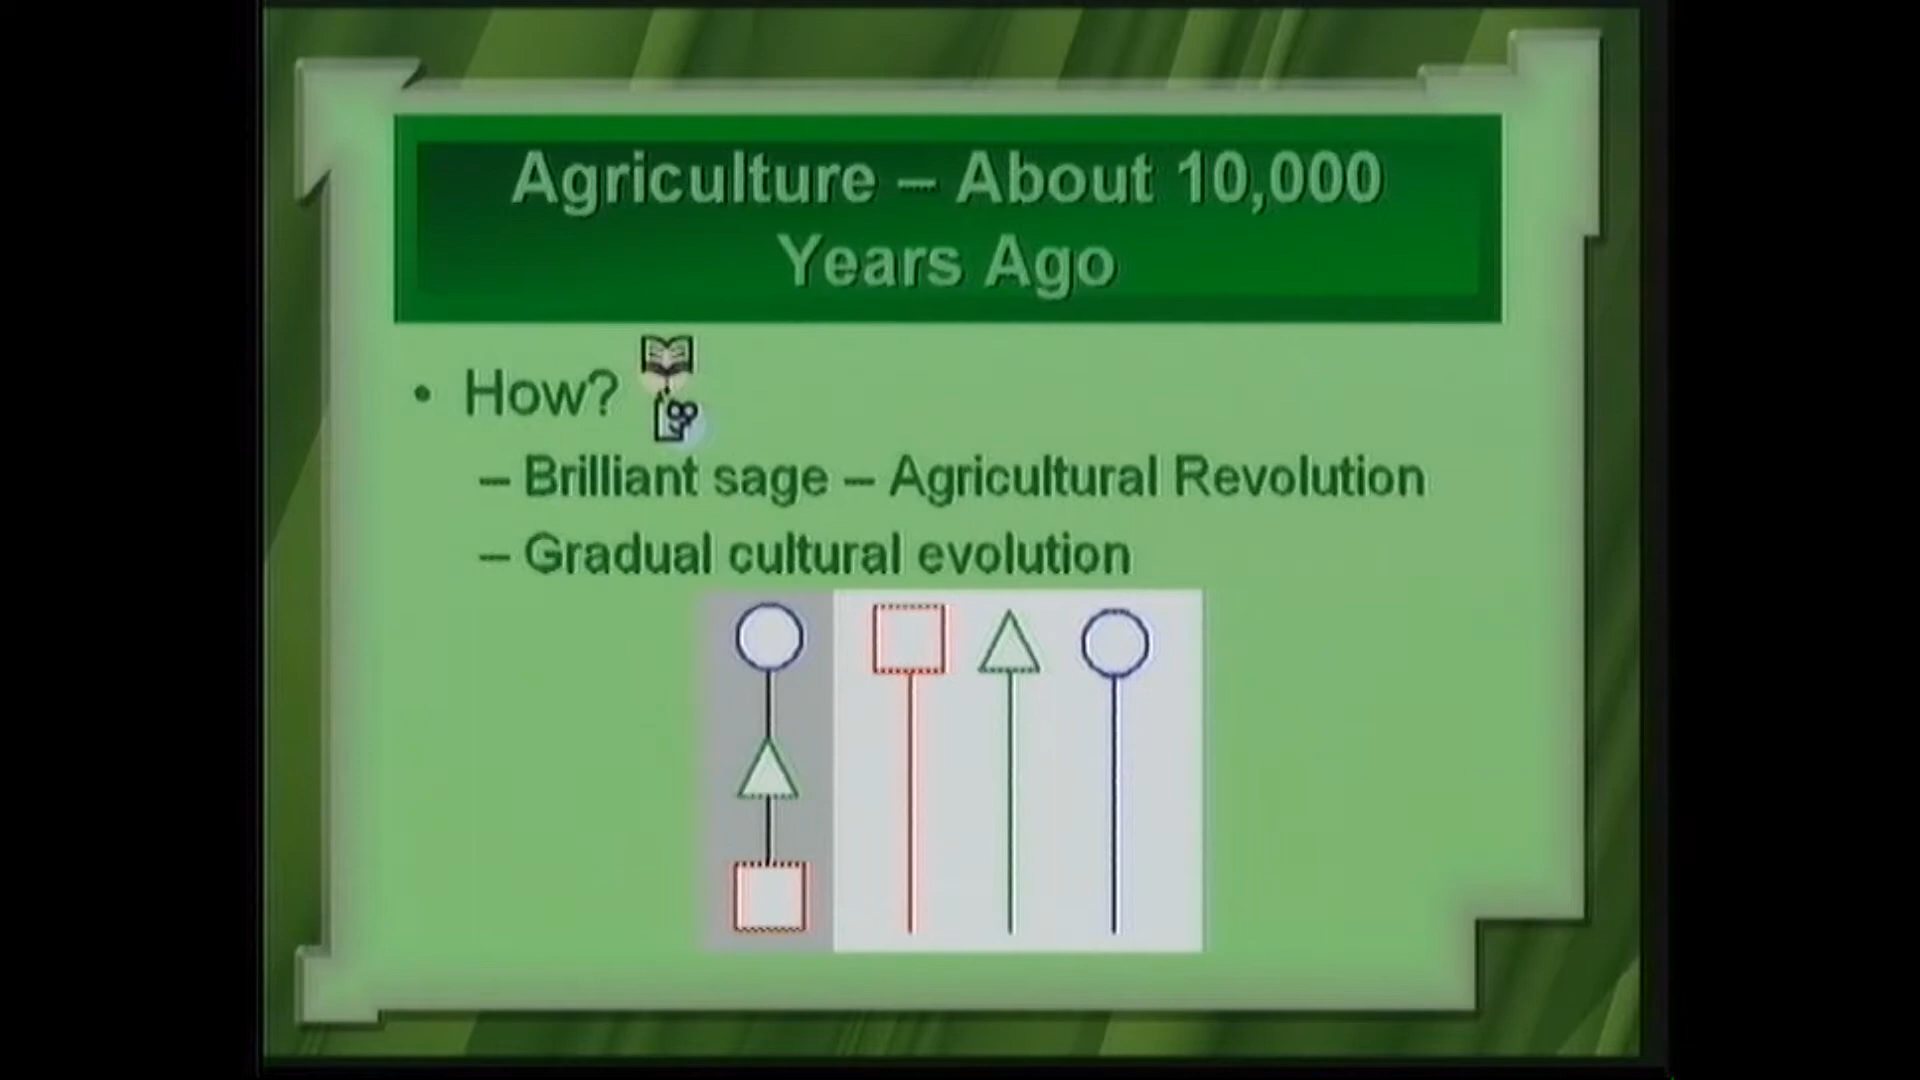 Agriculture – About 10,000
Years Ago
• How?
– Brilliant sage – Agricultural Revolution
– Gradual cultural evolution